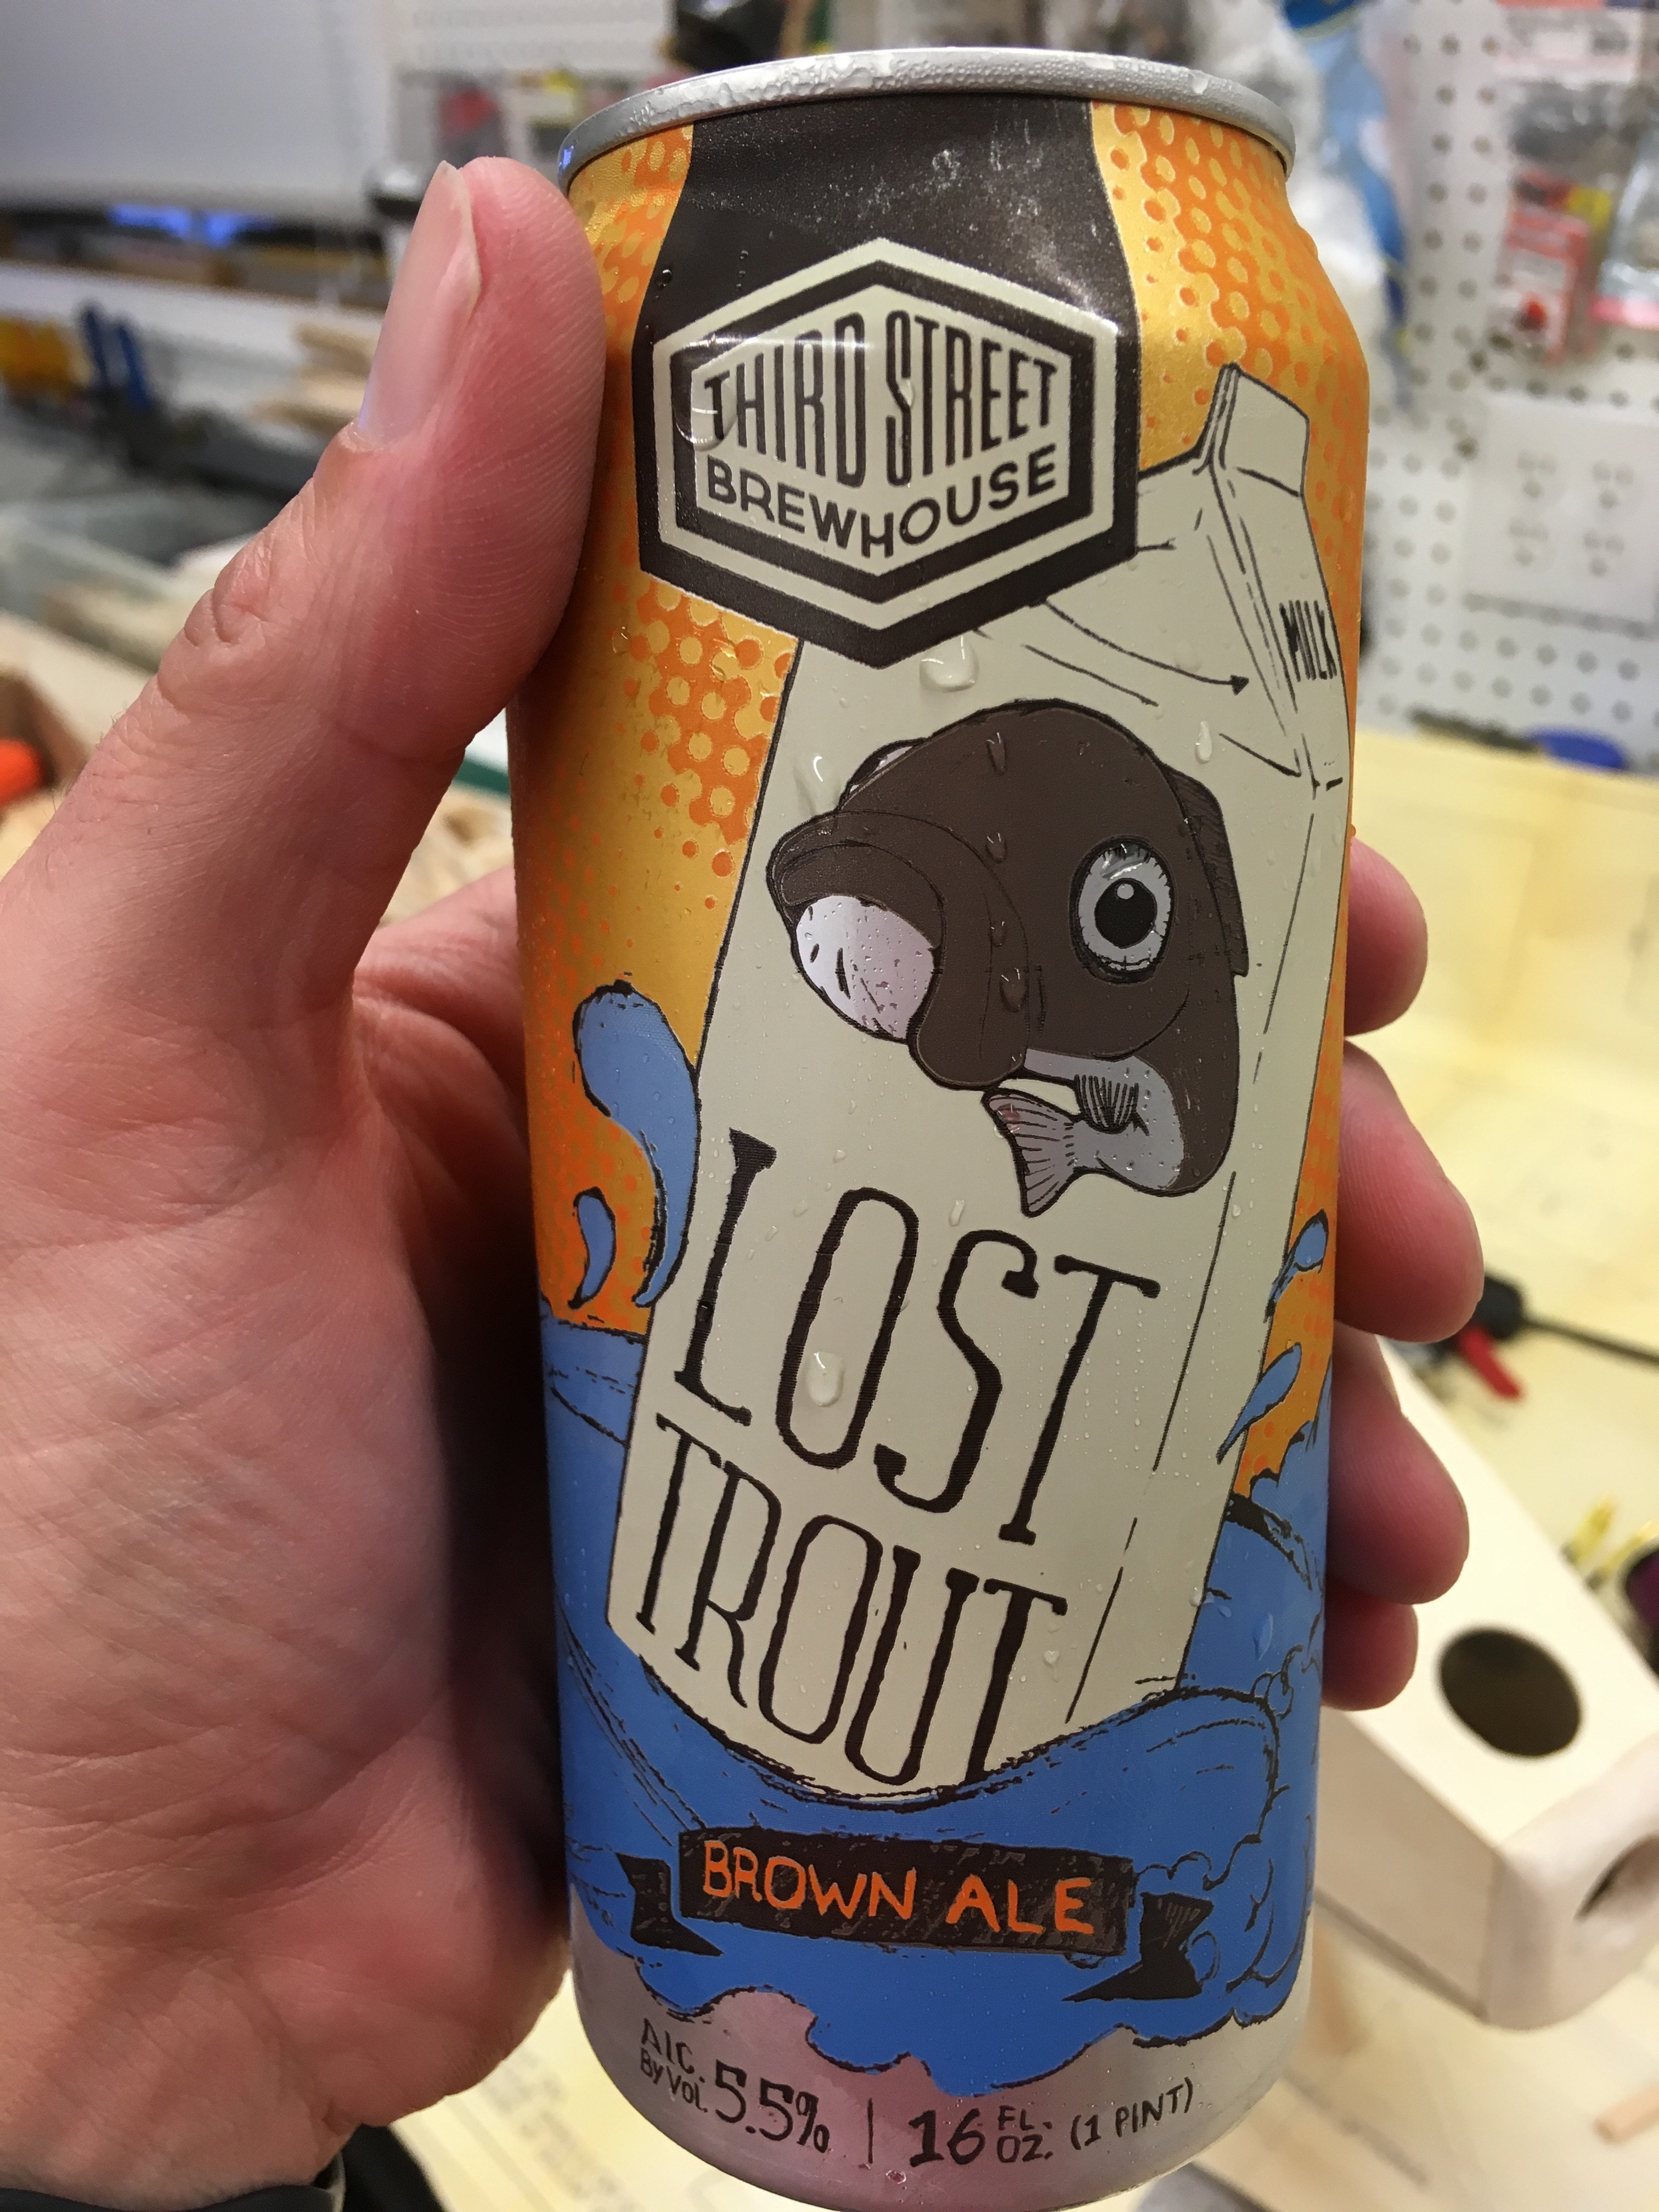 THIRD STREET
BREWHOUSE
MILK
LOST
TROUT
BROWN ALE
ALC. BY VOL. 5.5% | 16 FL. OZ. (1 PINT)